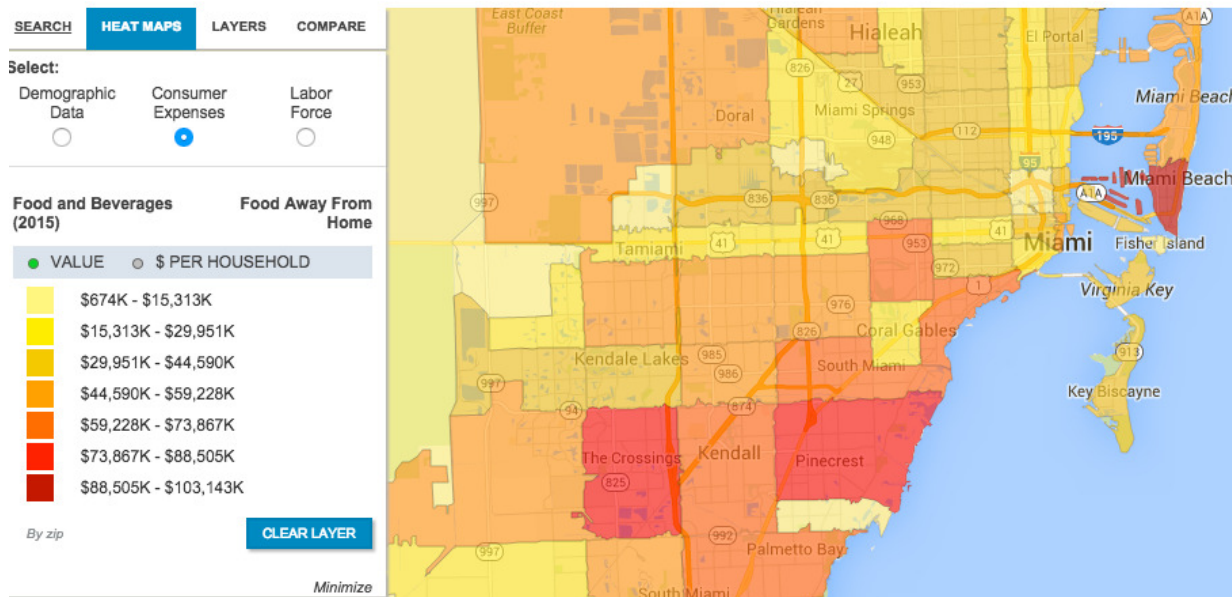 SEARCH
HEAT MAPS
LAYERS
COMPARE
Select:
Demographic
Data
Consumer
Expenses
Labor
Force
Food and Beverages
(2015)
Food Away From
Home
VALUE
$ PER HOUSEHOLD
$674K - $15,313K
$15,313K - $29,951K
$29,951K - $44,590K
$44,590K - $59,228K
$59,228K - $73,867K
$73,867K - $88,505K
$88,505K - $103,143K
By zip
CLEAR LAYER
Minimize
East Coast
Buffer
Hialeah
Gardens
Hialeah
El Portal
A1A
826
27
953
Miami Beach
Miami Springs
Doral
948
112
195
95
Miami Beach
997
836
836
A1A
968
Tamiami
41
41
953
41
Miami
Fisher Island
972
1
Virginia Key
976
826
Coral Gables
Kendale Lakes
985
South Miami
913
986
997
Key Biscayne
94
874
The Crossings
Kendall
Pinecrest
825
992
Palmetto Bay
997
South Miami